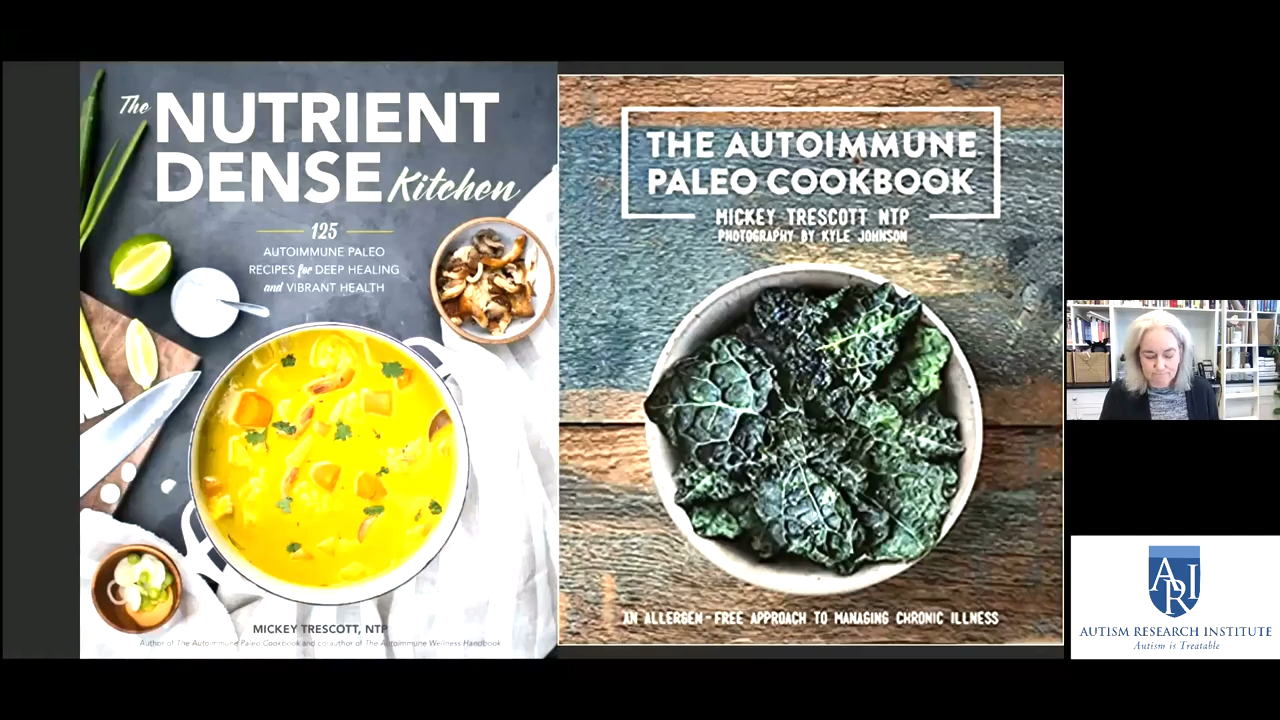 The NUTRIENT
DENSE Kitchen
125
AUTOIMMUNE PALEO
RECIPES for DEEP HEALING
and VIBRANT HEALTH
MICKEY TRESCOTT, NTP
Author of The Autoimmune Paleo Cookbook and co-author of The Autoimmune Wellness Handbook
THE AUTOIMMUNE
PALEO COOKBOOK
MICKEY TRESCOTT NTP
PHOTOGRAPHY BY KYLE JOHNSON
AN ALLERGEN-FREE APPROACH TO MANAGING CHRONIC ILLNESS
ARI
AUTISM RESEARCH INSTITUTE
Autism is Treatable